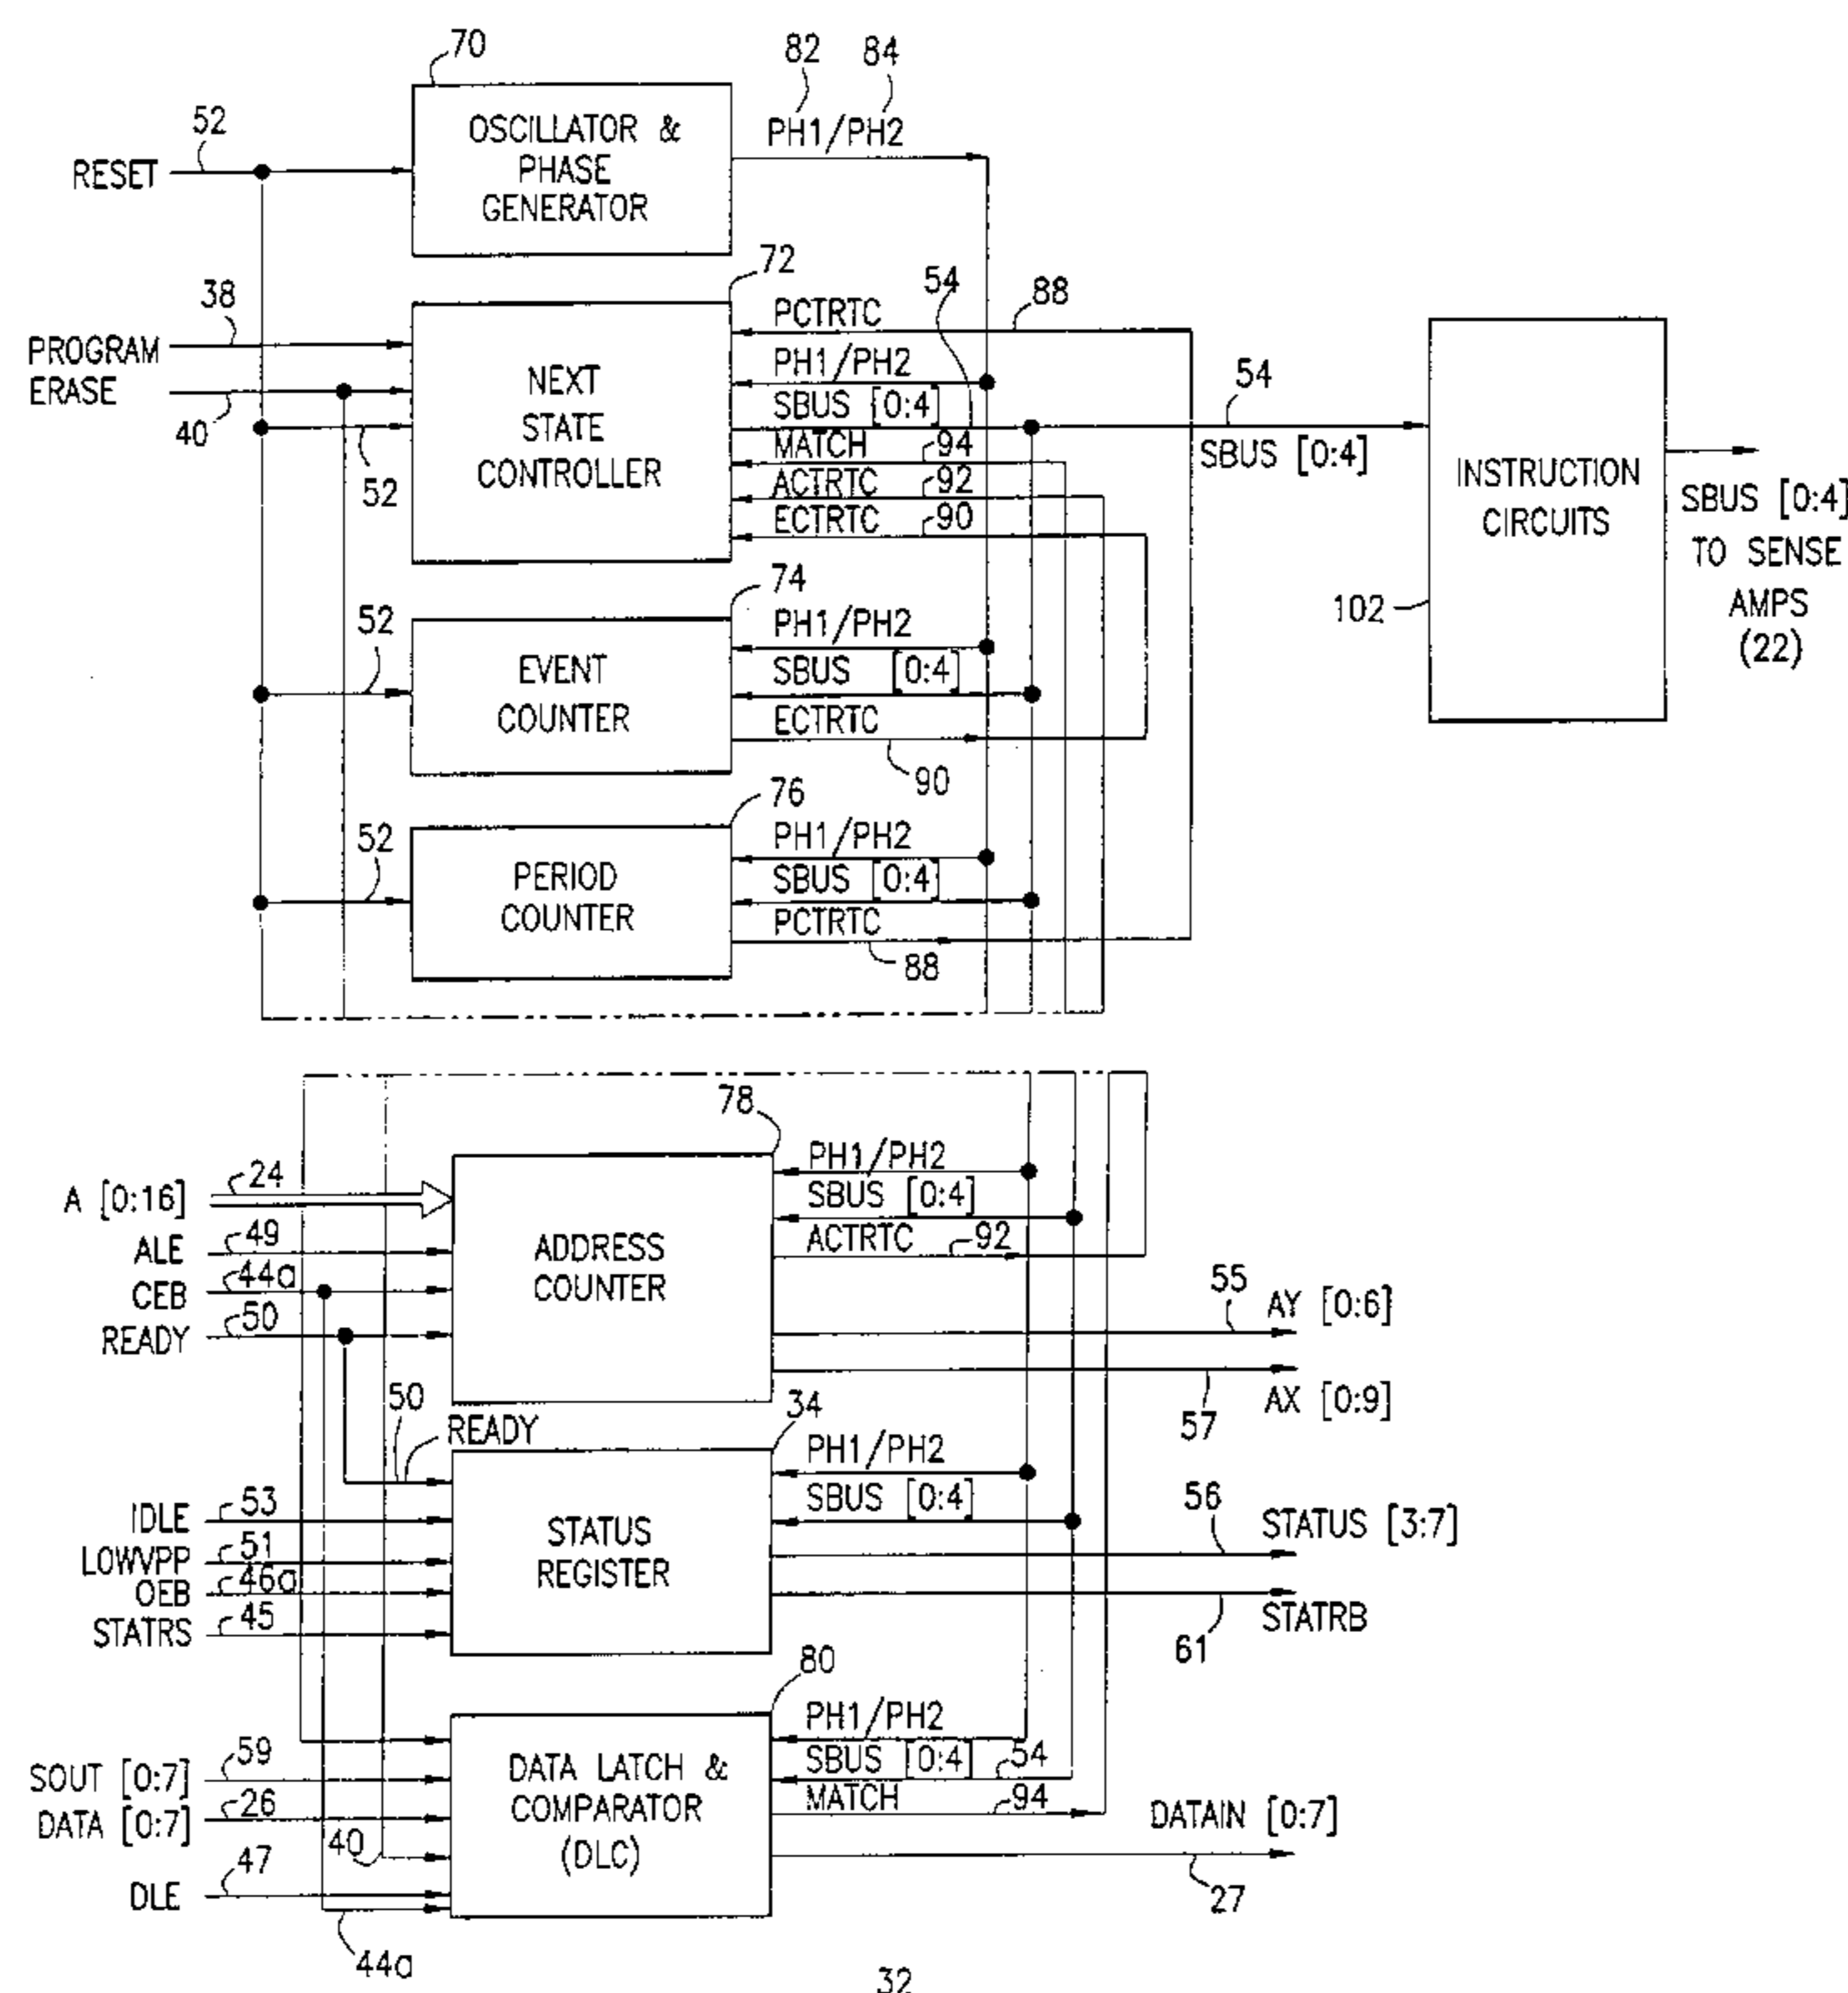 70
82 84
52
RESET
OSCILLATOR &
PHASE
GENERATOR
PH1/PH2
72
38
PROGRAM
ERASE
40
52
NEXT
STATE
CONTROLLER
PCTRTC
54
88
PH1/PH2
SBUS [0:4]
MATCH 94
ACTRTC 92
ECTRTC 90
54
SBUS [0:4]
INSTRUCTION
CIRCUITS
102
SBUS [0:4]
TO SENSE
AMPS
(22)
74
52
EVENT
COUNTER
PH1/PH2
SBUS [0:4]
ECTRTC
90
76
52
PERIOD
COUNTER
PH1/PH2
SBUS [0:4]
PCTRTC
88
78
A [0:16] 24
ALE 49
CEB 44a
READY 50
ADDRESS
COUNTER
PH1/PH2
SBUS [0:4]
ACTRTC 92
55
AY [0:6]
57
AX [0:9]
34
50
READY
IDLE 53
LOWVPP 51
OEB 46a
STATRS 45
STATUS
REGISTER
PH1/PH2
SBUS [0:4]
56
STATUS [3:7]
61
STATRB
80
SOUT [0:7] 59
DATA [0:7] 26
40
DLE 47
44a
DATA LATCH &
COMPARATOR
(DLC)
PH1/PH2
SBUS [0:4] 54
MATCH 94
DATAIN [0:7]
27
32